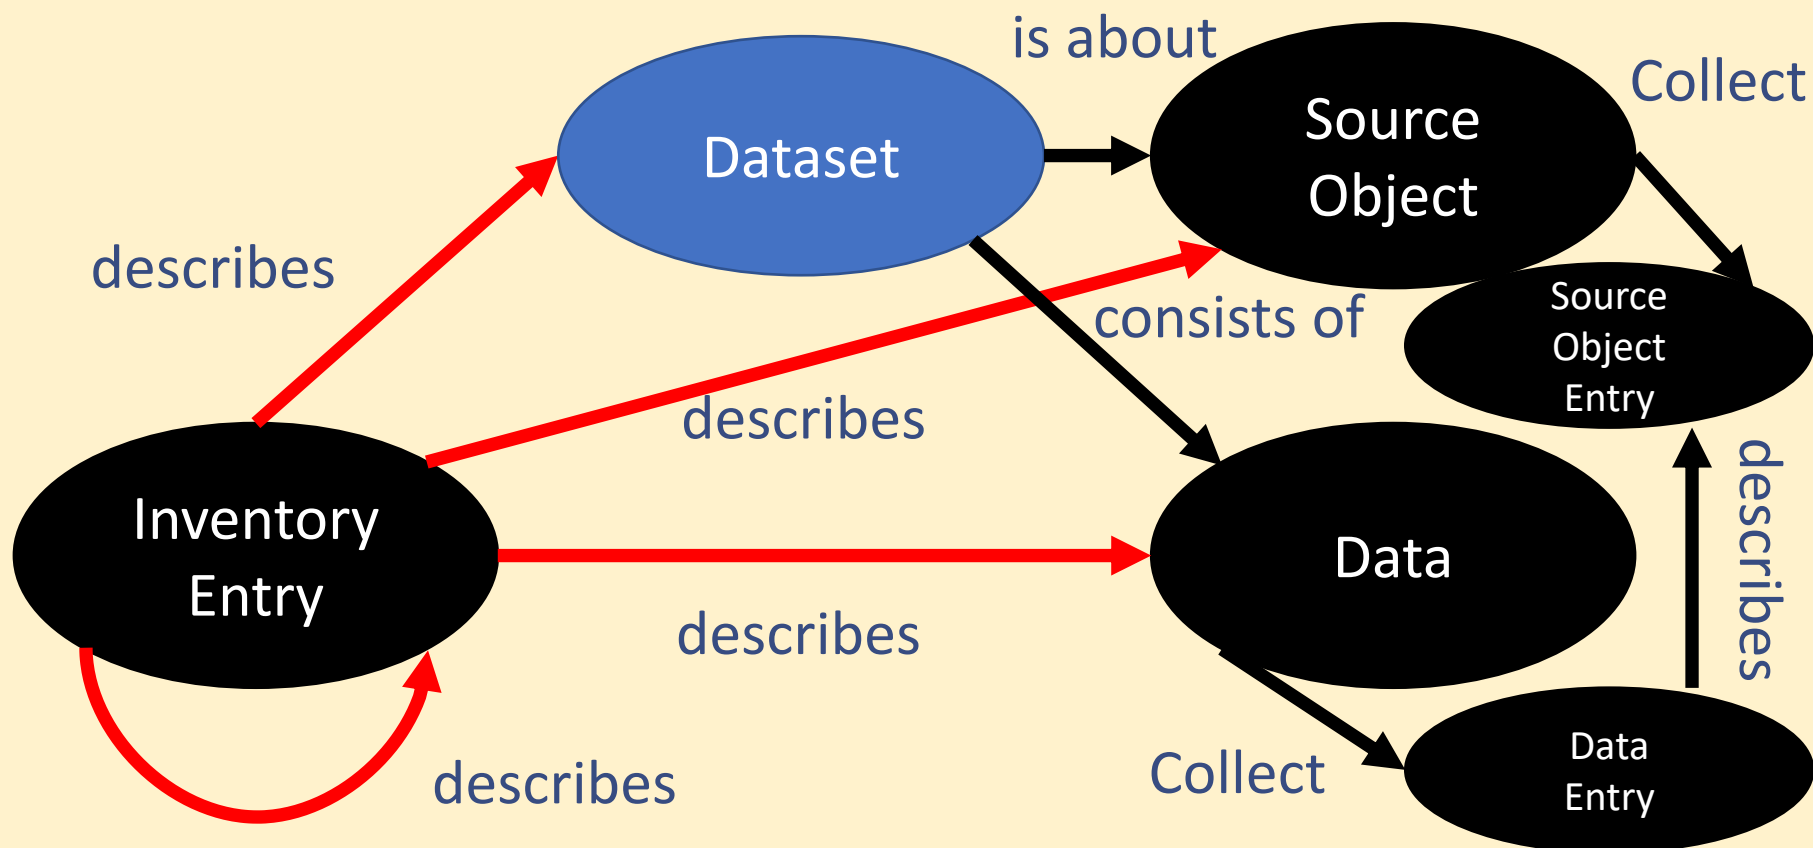 is about
Collect
Dataset
Source
Object
describes
consists of
Source
Object
Entry
describes
describes
Inventory
Entry
Data
describes
describes
Collect
Data
Entry